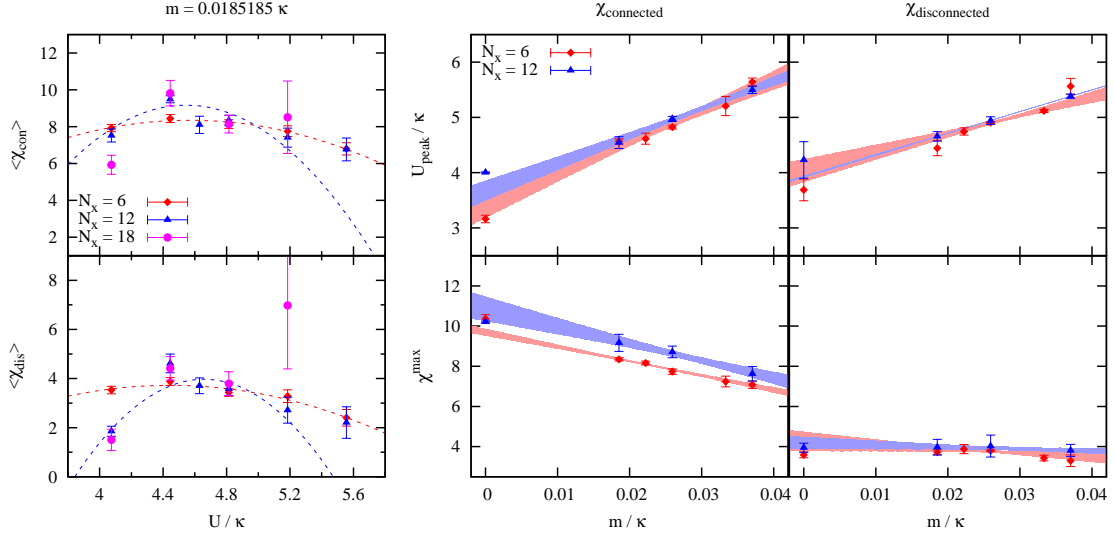 m = 0.0185185 κ
χconnected
χdisconnected
12
10
8
6
4
2
<χcon>
Nx = 6
Nx = 12
Nx = 18
8
6
4
2
0
<χdis>
4
4.4
4.8
5.2
5.6
U / κ
6
5
4
3
Upeak / κ
Nx = 6
Nx = 12
12
10
8
6
4
χmax
0
0.01
0.02
0.03
0.04
m / κ
0
0.01
0.02
0.03
0.04
m / κ